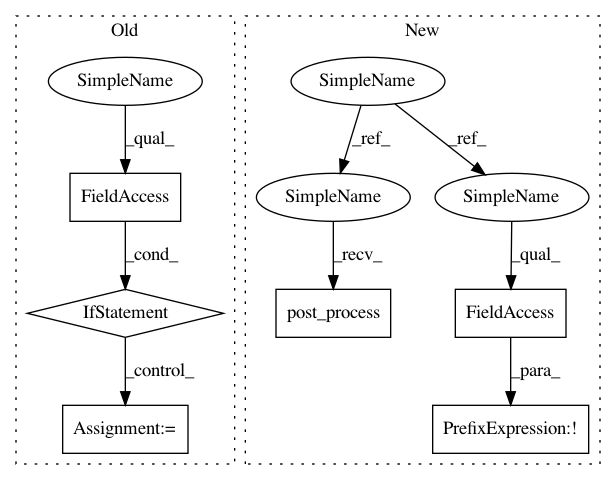 Old
New
SimpleName
SimpleName
_qual_
_ref_
_ref_
FieldAccess
SimpleName
SimpleName
_cond_
_recv_
_qual_
IfStatement
post_process
FieldAccess
_control_
_para_
Assignment:=
PrefixExpression:!